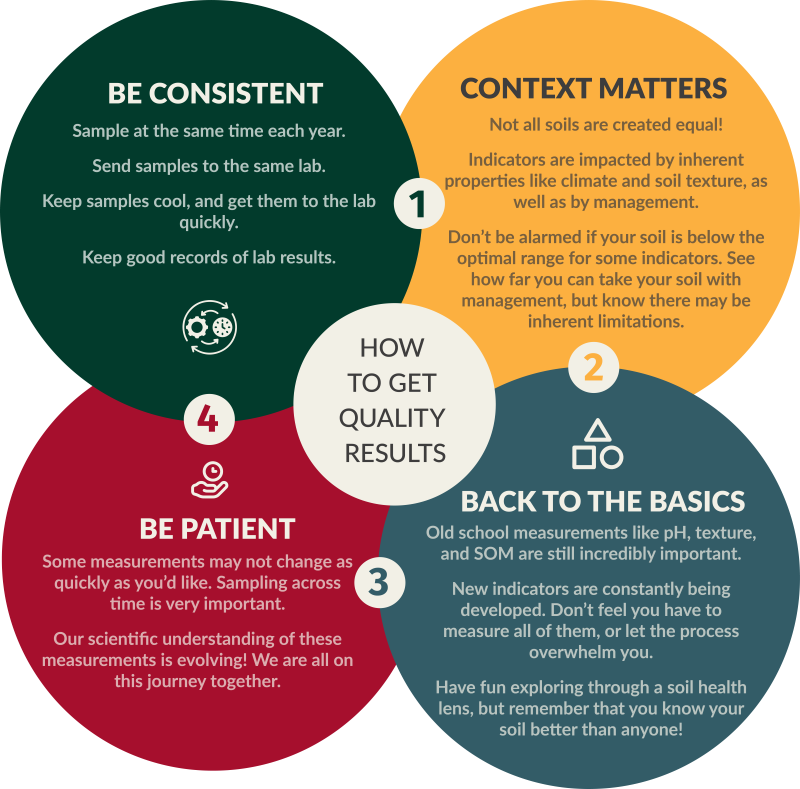 BE CONSISTENT
Sample at the same time each year.
Send samples to the same lab.
Keep samples cool, and get them to the lab
quickly.
Keep good records of lab results.
1
CONTEXT MATTERS
Not all soils are created equal!
Indicators are impacted by inherent
properties like climate and soil texture, as
well as by management.
Don't be alarmed if your soil is below the
optimal range for some indicators. See
how far you can take your soil with
management, but know there may be
inherent limitations.
2
HOW
TO GET
QUALITY
RESULTS
BACK TO THE BASICS
Old school measurements like pH, texture,
and SOM are still incredibly important.
New indicators are constantly being
developed. Don't feel you have to
measure all of them, or let the process
overwhelm you.
Have fun exploring through a soil health
lens, but remember that you know your
soil better than anyone!
3
4
BE PATIENT
Some measurements may not change as
quickly as you'd like. Sampling across
time is very important.
Our scientific understanding of these
measurements is evolving! We are all on
this journey together.